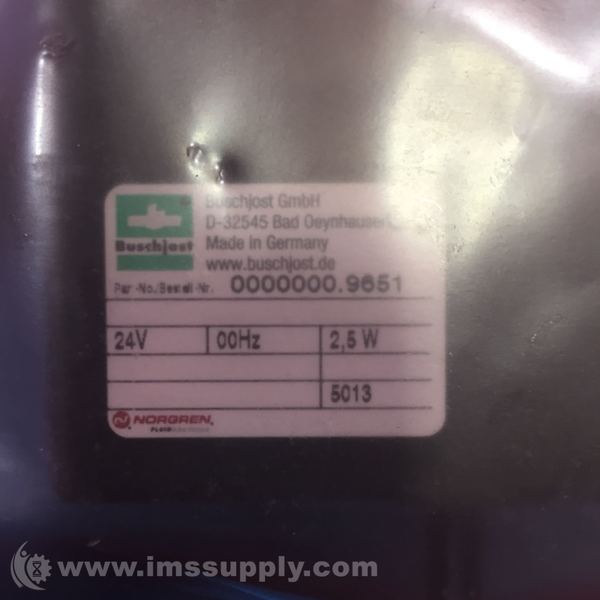 Buschjost GmbH
D-32545 Bad Oeynhausen
Made in Germany
www.buschjost.de
Buschjost
Par.-No./Bestell-Nr. 0000000.9651
24V 00Hz 2,5 W
5013
NORGREN
www.imssupply.com